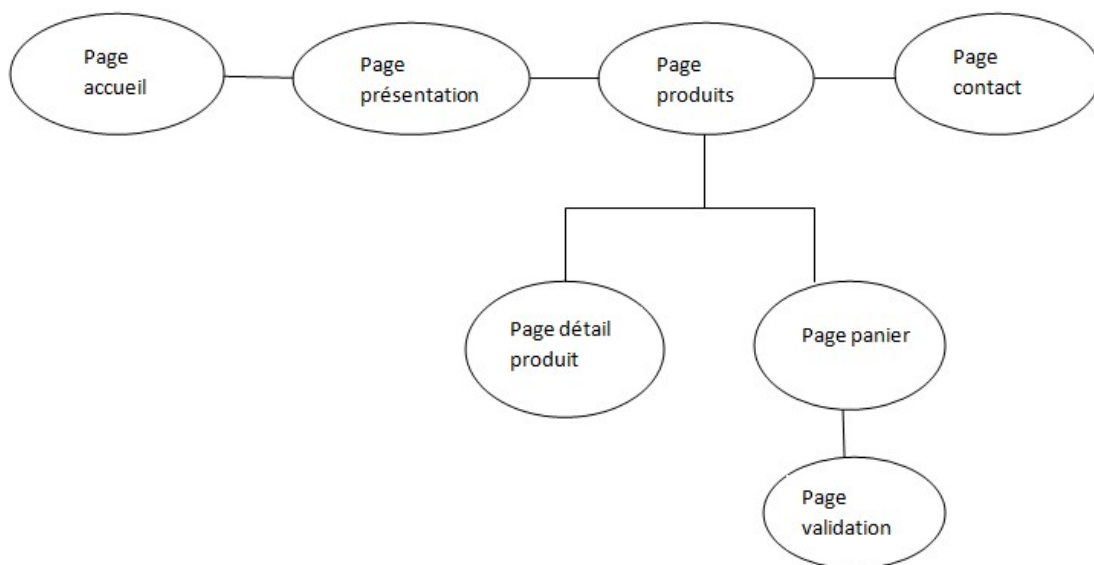 Page
accueil
Page
présentation
Page
produits
Page
contact
Page détail
produit
Page panier
Page
validation